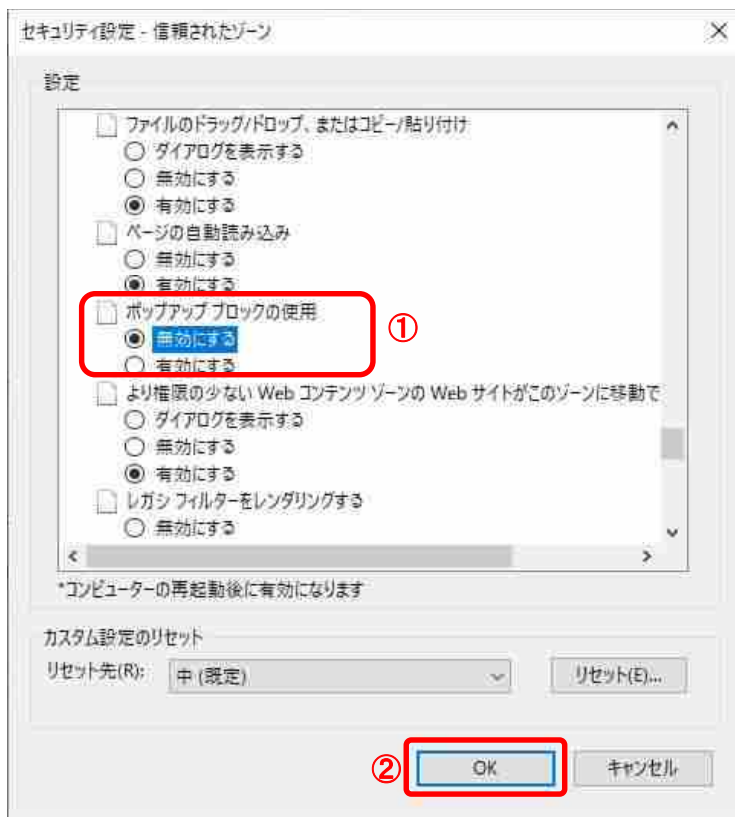 セキュリティ設定 - 信頼されたゾーン
設定
ファイルのドラッグ/ドロップ、またはコピー/貼り付け
ダイアログを表示する
無効にする
有効にする
ページの自動読み込み
無効にする
有効にする
ポップアップ ブロックの使用
①
無効にする
有効にする
より権限の少ない Web コンテンツ ゾーンの Web サイトがこのゾーンに移動で
ダイアログを表示する
無効にする
有効にする
レガシ フィルターをレンダリングする
無効にする
*コンピューターの再起動後に有効になります
カスタム設定のリセット
リセット先(R): 中 (既定) リセット(E)...
② OK キャンセル